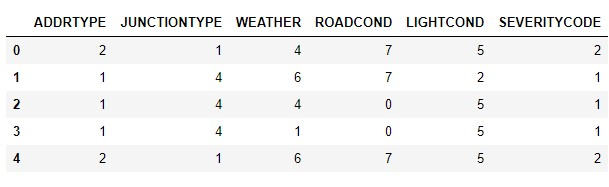 ADDRTYPE JUNCTIONTYPE WEATHER ROADCOND LIGHTCOND SEVERITYCODE
0 2 1 4 7 5 2
1 1 4 6 7 2 1
2 1 4 4 0 5 1
3 1 4 1 0 5 1
4 2 1 6 7 5 2